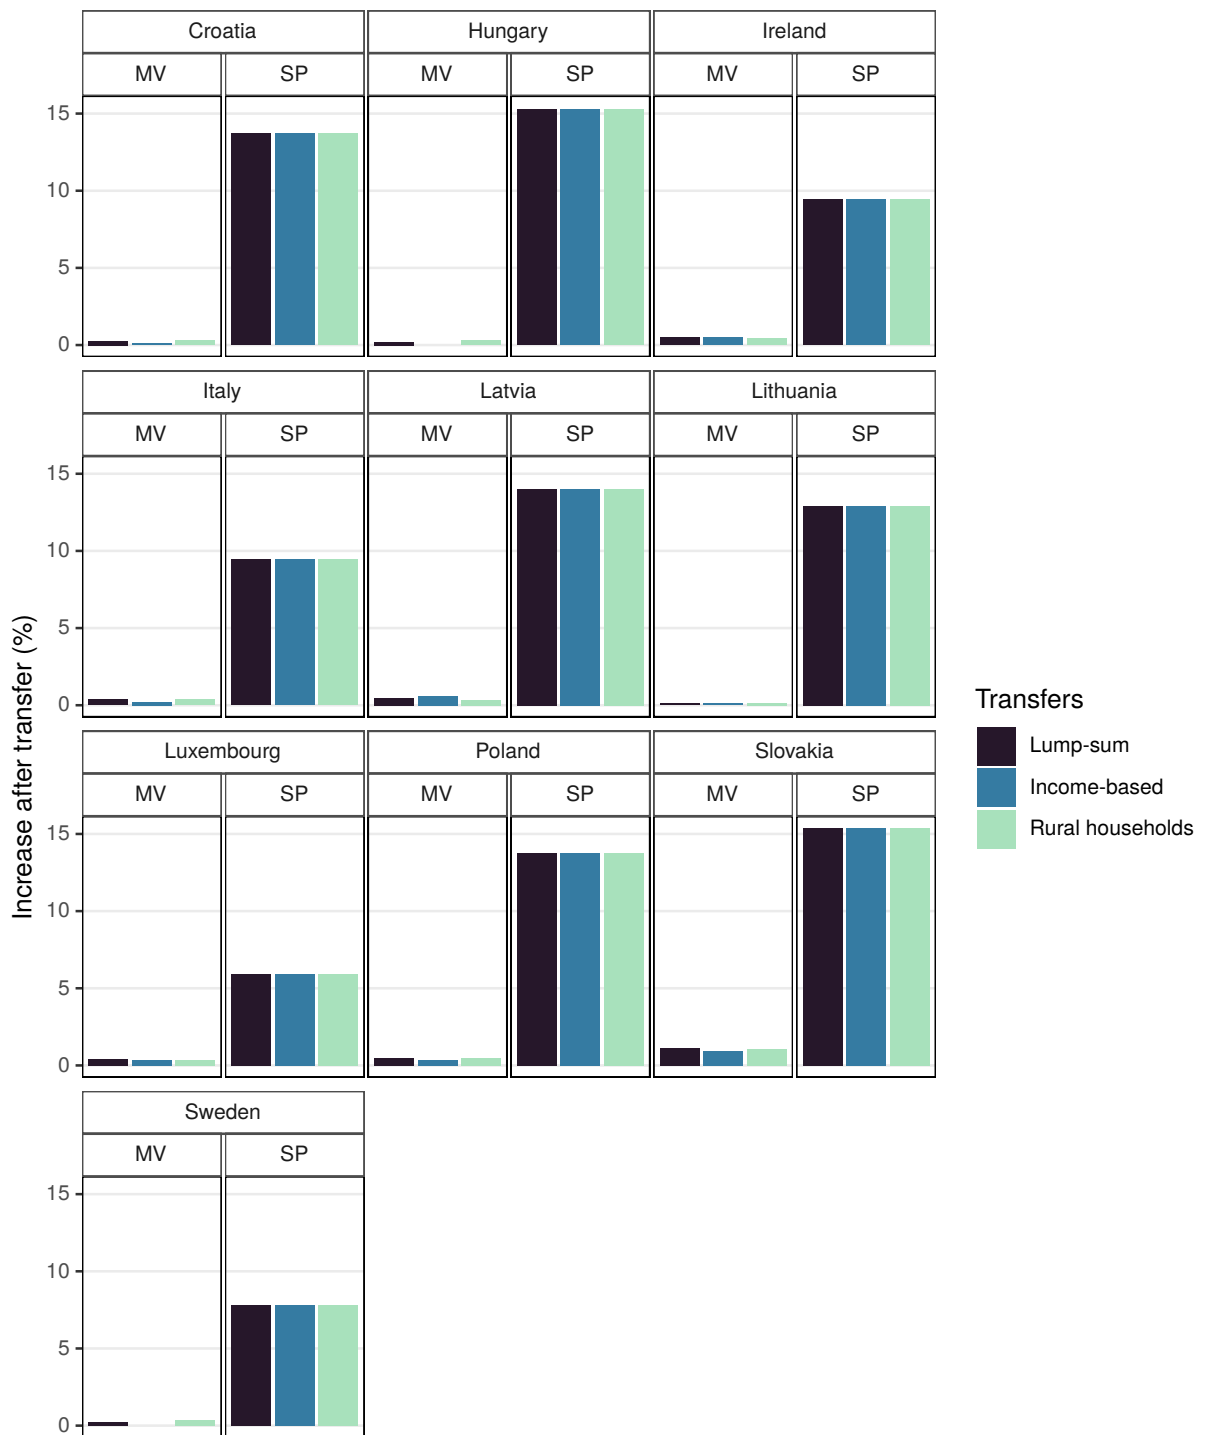 Croatia Hungary Ireland
MV SP MV SP MV SP
15
10
5
0
Italy Latvia Lithuania
MV SP MV SP MV SP
15
10
5
0
Luxembourg Poland Slovakia
MV SP MV SP MV SP
15
10
5
0
Sweden
MV SP
15
10
5
0
Increase after transfer (%)
Transfers
Lump-sum
Income-based
Rural households